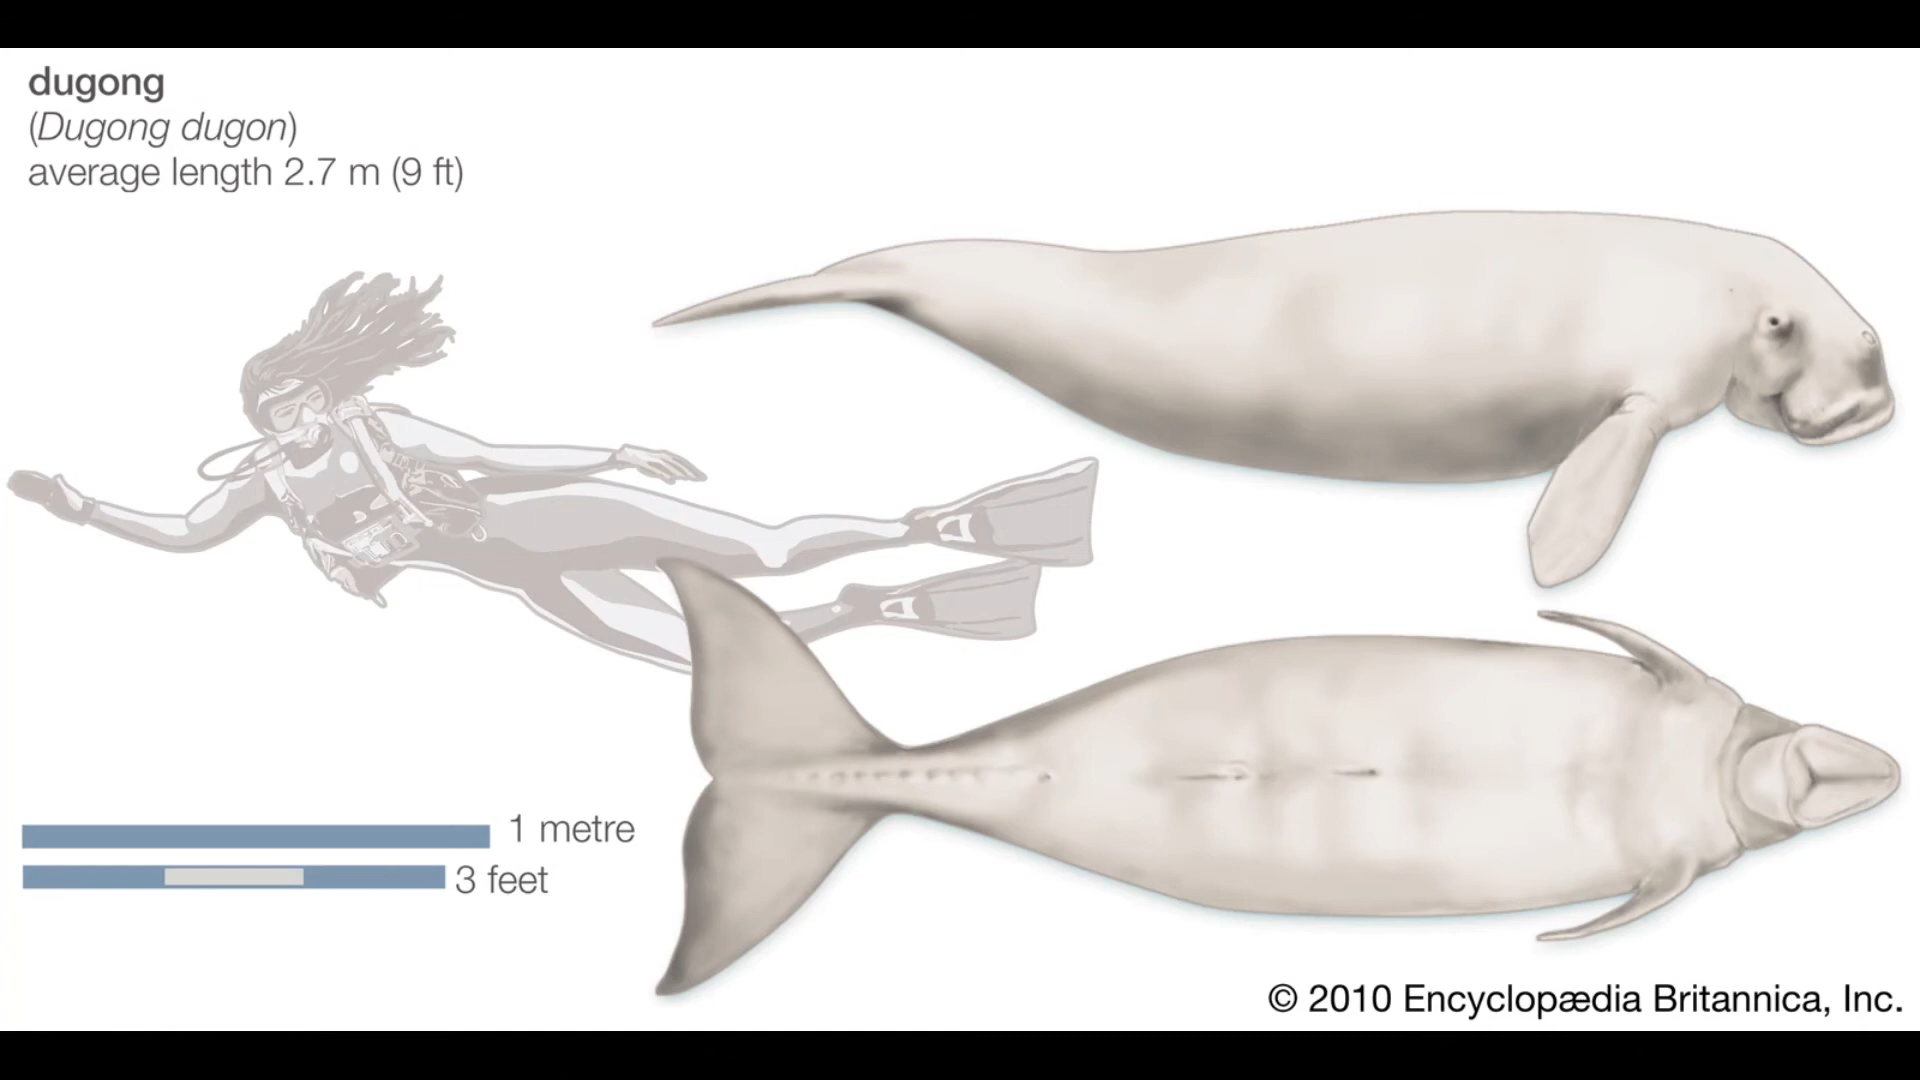 dugong
(Dugong dugon)
average length 2.7 m (9 ft)
1 metre
3 feet
© 2010 Encyclopædia Britannica, Inc.